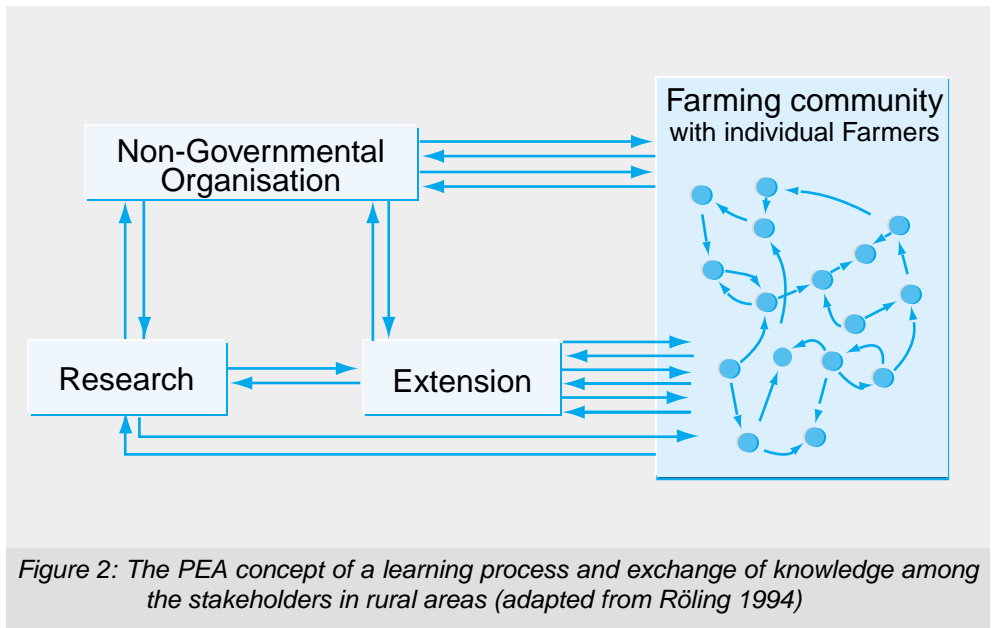 Non-Governmental
Organisation
Farming community
with individual Farmers
Research
Extension
Figure 2: The PEA concept of a learning process and exchange of knowledge among
the stakeholders in rural areas (adapted from Röling 1994)